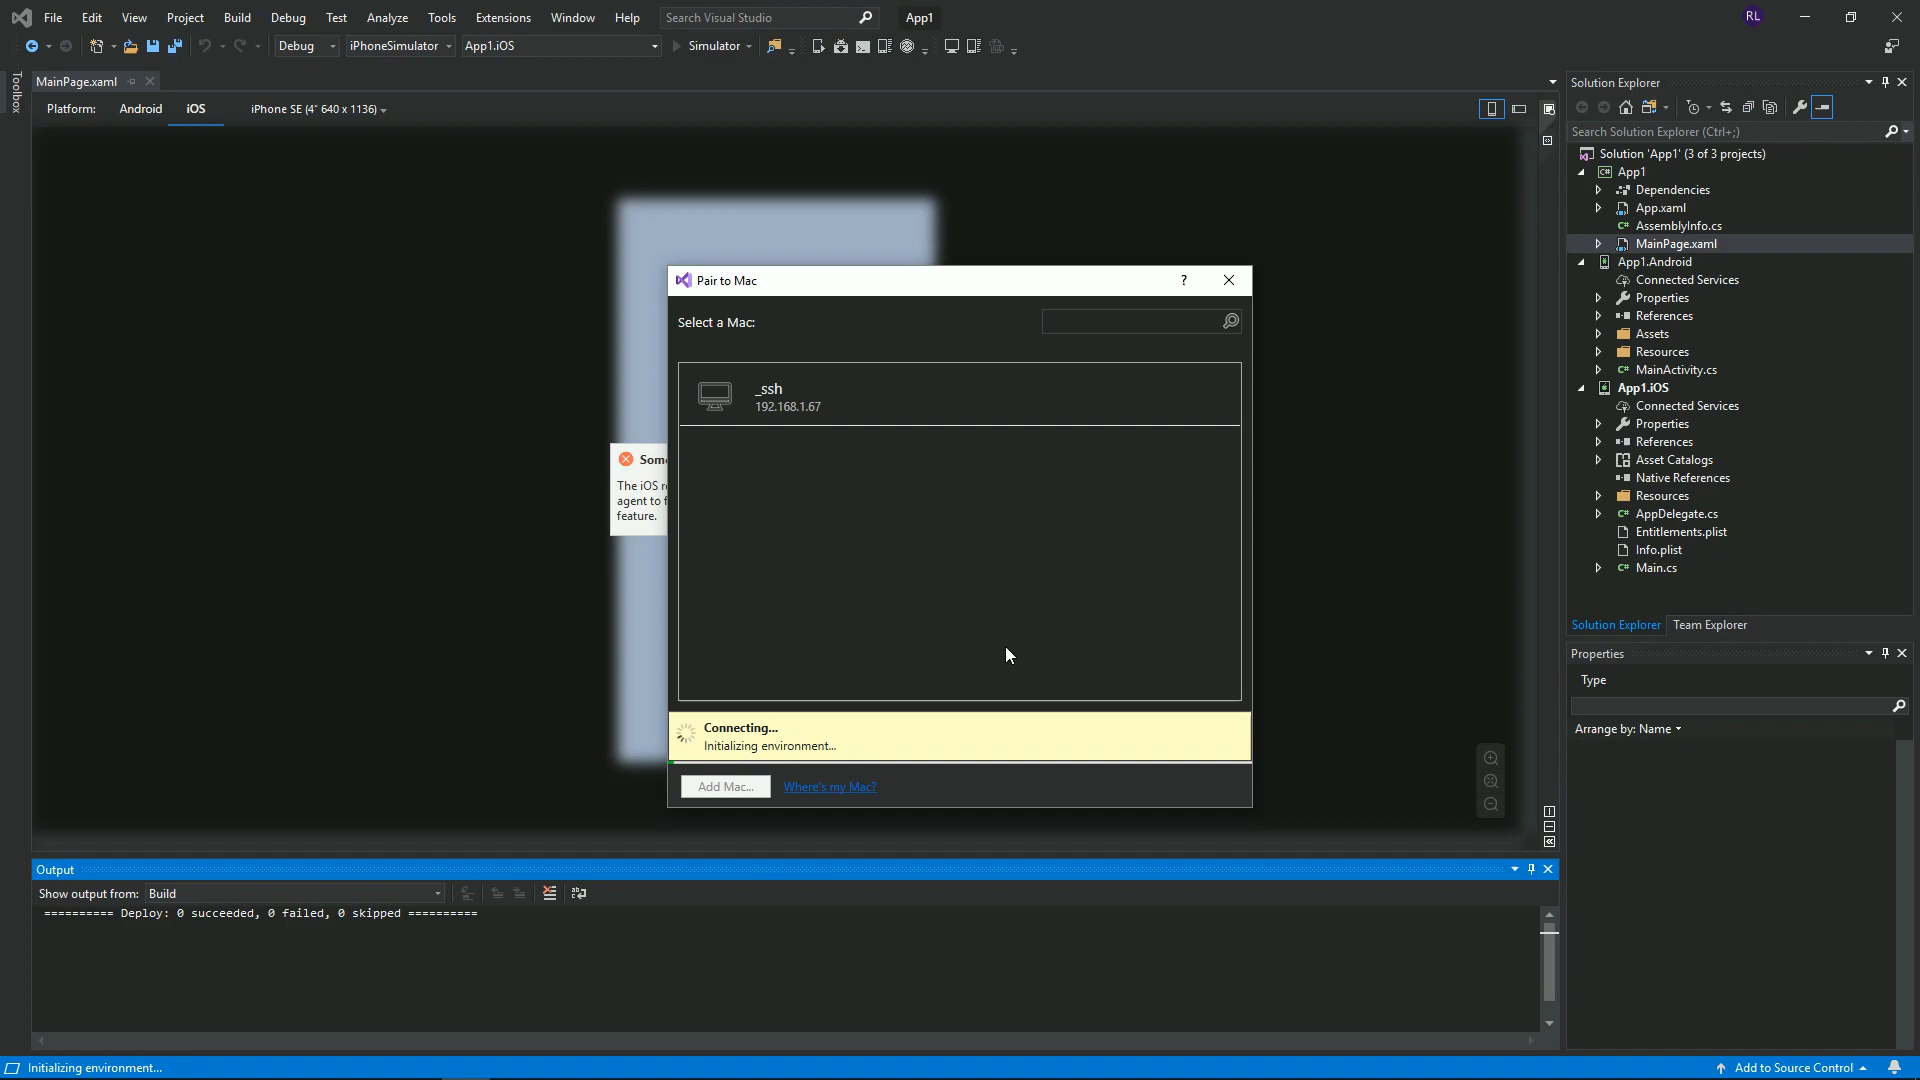 File Edit View Project Build Debug Test Analyze Tools Extensions Window Help Search Visual Studio App1 RL
Debug iPhoneSimulator App1.iOS Simulator
Toolbox
MainPage.xaml
Platform: Android iOS iPhone SE (4" 640 x 1136)
Pair to Mac ?
Select a Mac:
_ssh
192.168.1.67
The iOS
agent to
feature.
Connecting...
Initializing environment...
Add Mac... Where's my Mac?
Output
Show output from: Build
========== Deploy: 0 succeeded, 0 failed, 0 skipped ==========
Solution Explorer
Search Solution Explorer (Ctrl+;)
Solution 'App1' (3 of 3 projects)
C# App1
Dependencies
App.xaml
C# AssemblyInfo.cs
MainPage.xaml
App1.Android
Connected Services
Properties
References
Assets
Resources
C# MainActivity.cs
App1.iOS
Connected Services
Properties
References
Asset Catalogs
Native References
Resources
C# AppDelegate.cs
Entitlements.plist
Info.plist
C# Main.cs
Solution Explorer Team Explorer
Properties
Type
Arrange by: Name
Initializing environment... Add to Source Control